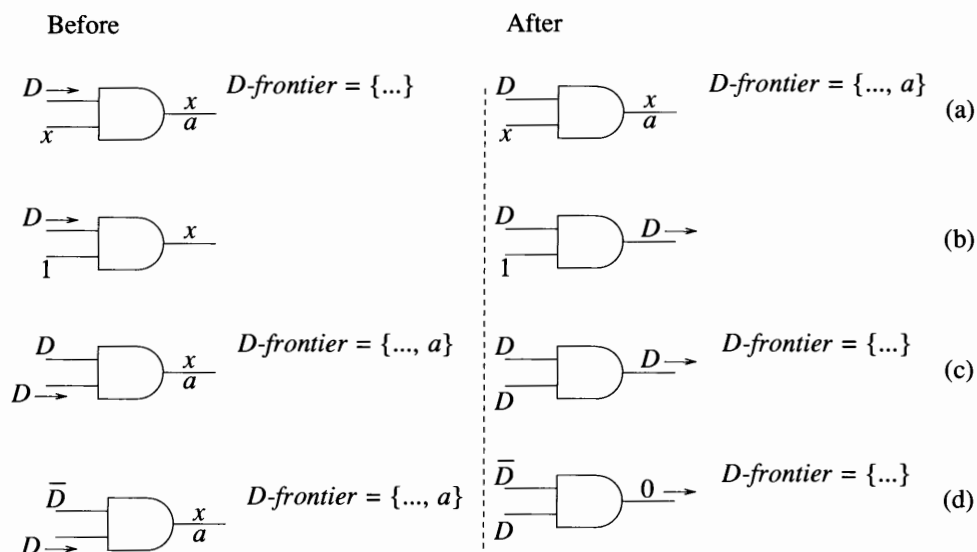 Before After
D x x a D-frontier = {...} D x x a D-frontier = {..., a} (a)
D 1 x D 1 D (b)
D D x a D-frontier = {..., a} D D D D-frontier = {...} (c)
D̅ D x a D-frontier = {..., a} D̅ D 0 D-frontier = {...} (d)